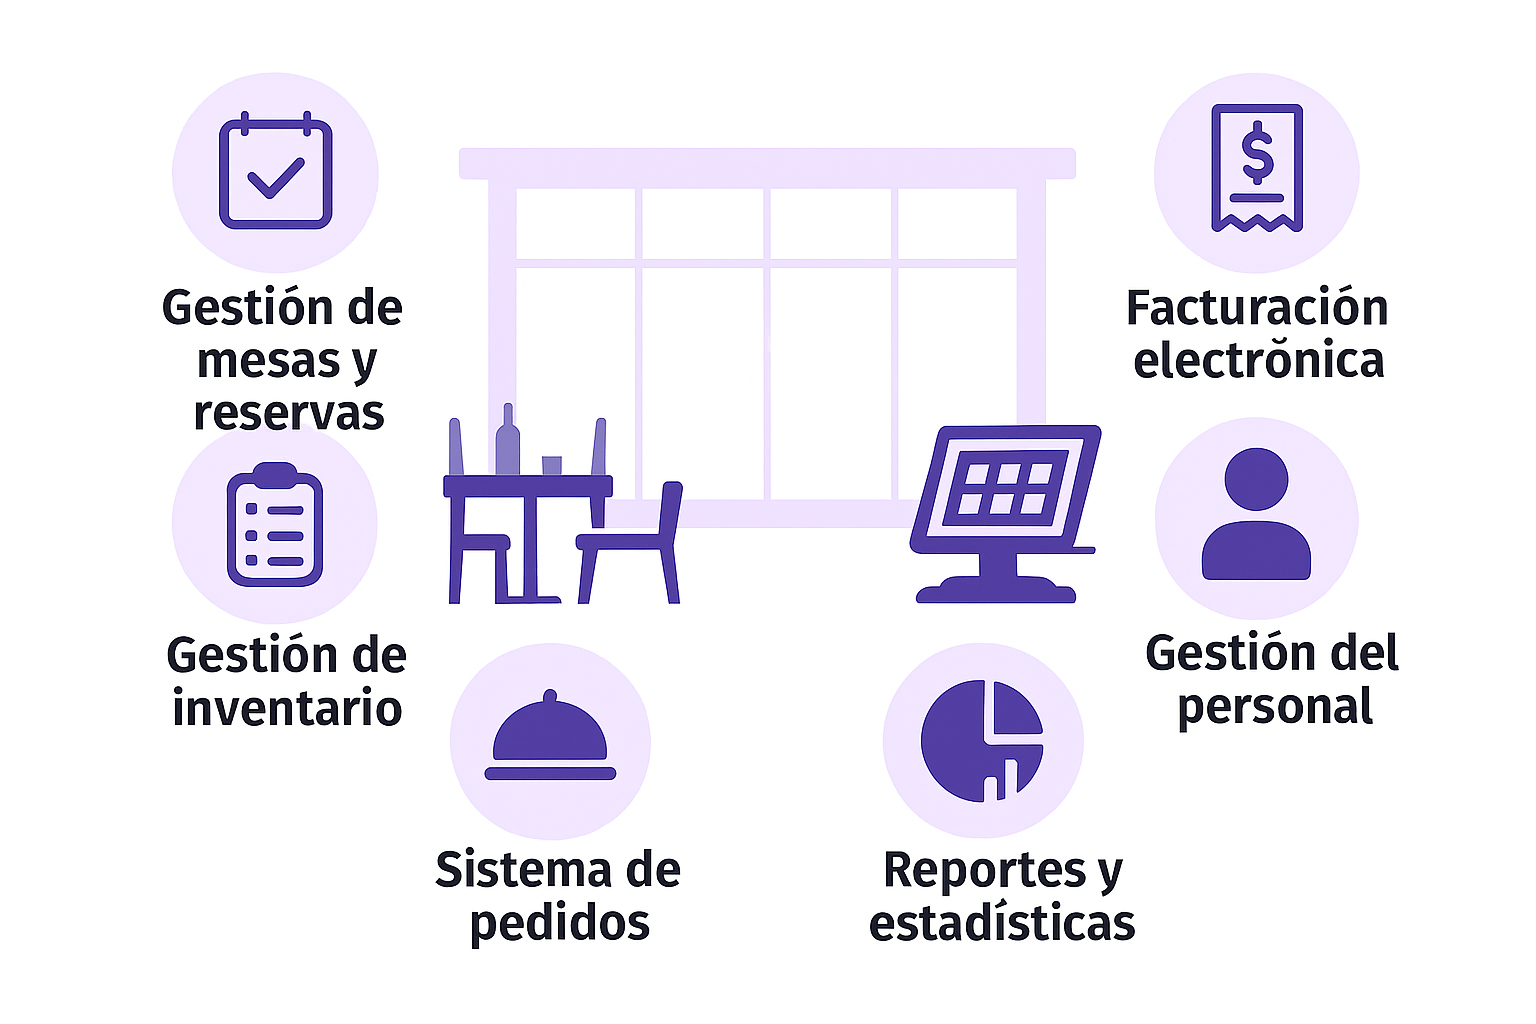 Gestión de
mesas y
reservas
Facturación
electrŏnica
Gestión de
inventario
Gestión del
personal
Sistema de
pedidos
Reportes y
estadísticas